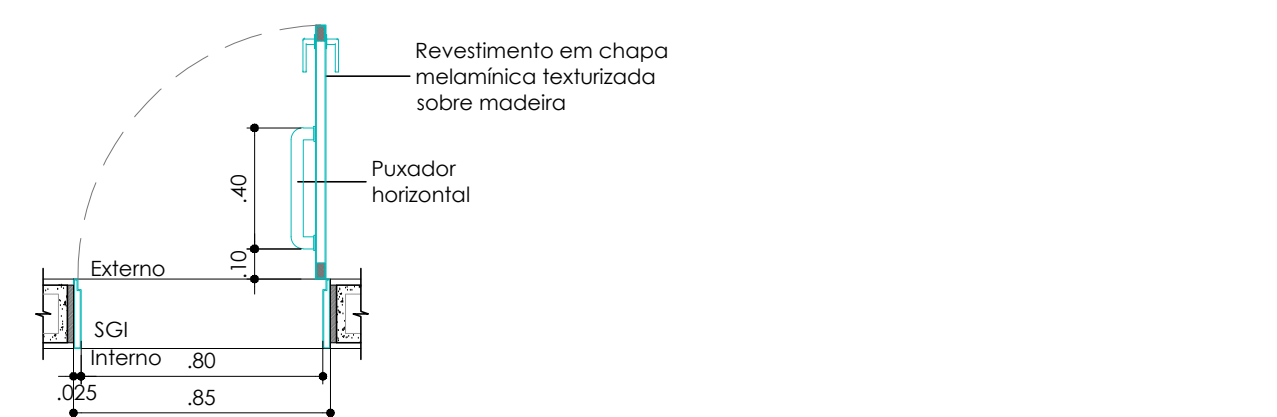 Revestimento em chapa
melamínica texturizada
sobre madeira
Puxador
horizontal
.40
.10
Externo
SGI
Interno
.80
.025
.85